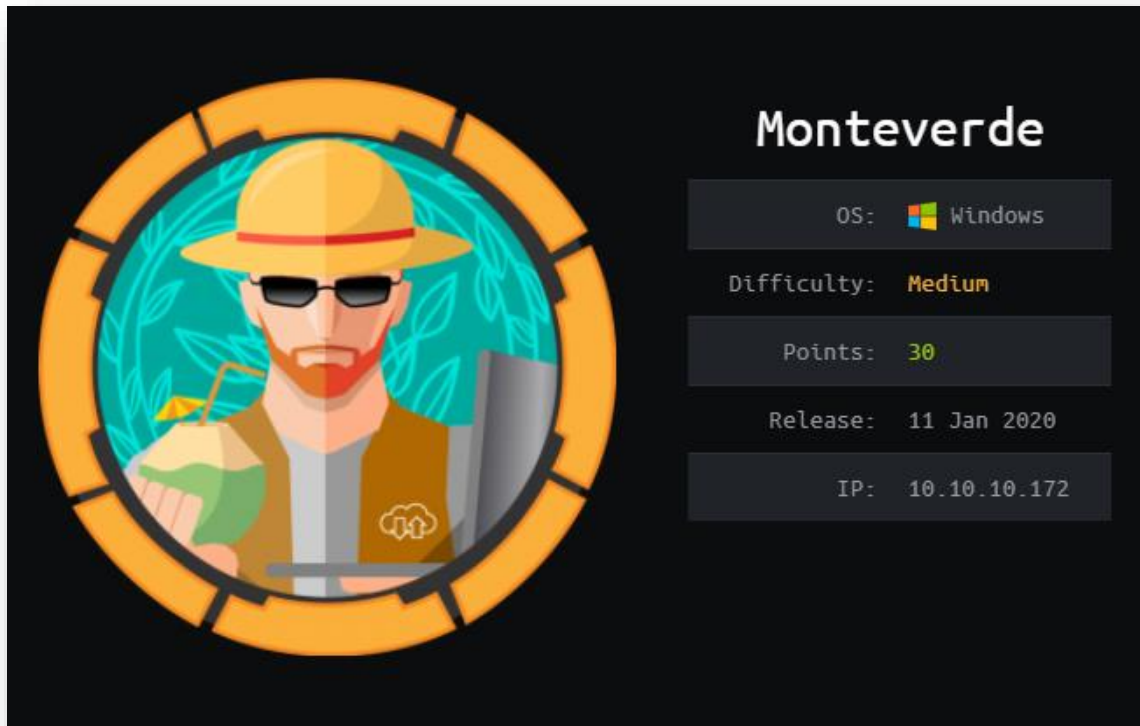 Monteverde
OS: Windows
Difficulty: Medium
Points: 30
Release: 11 Jan 2020
IP: 10.10.10.172